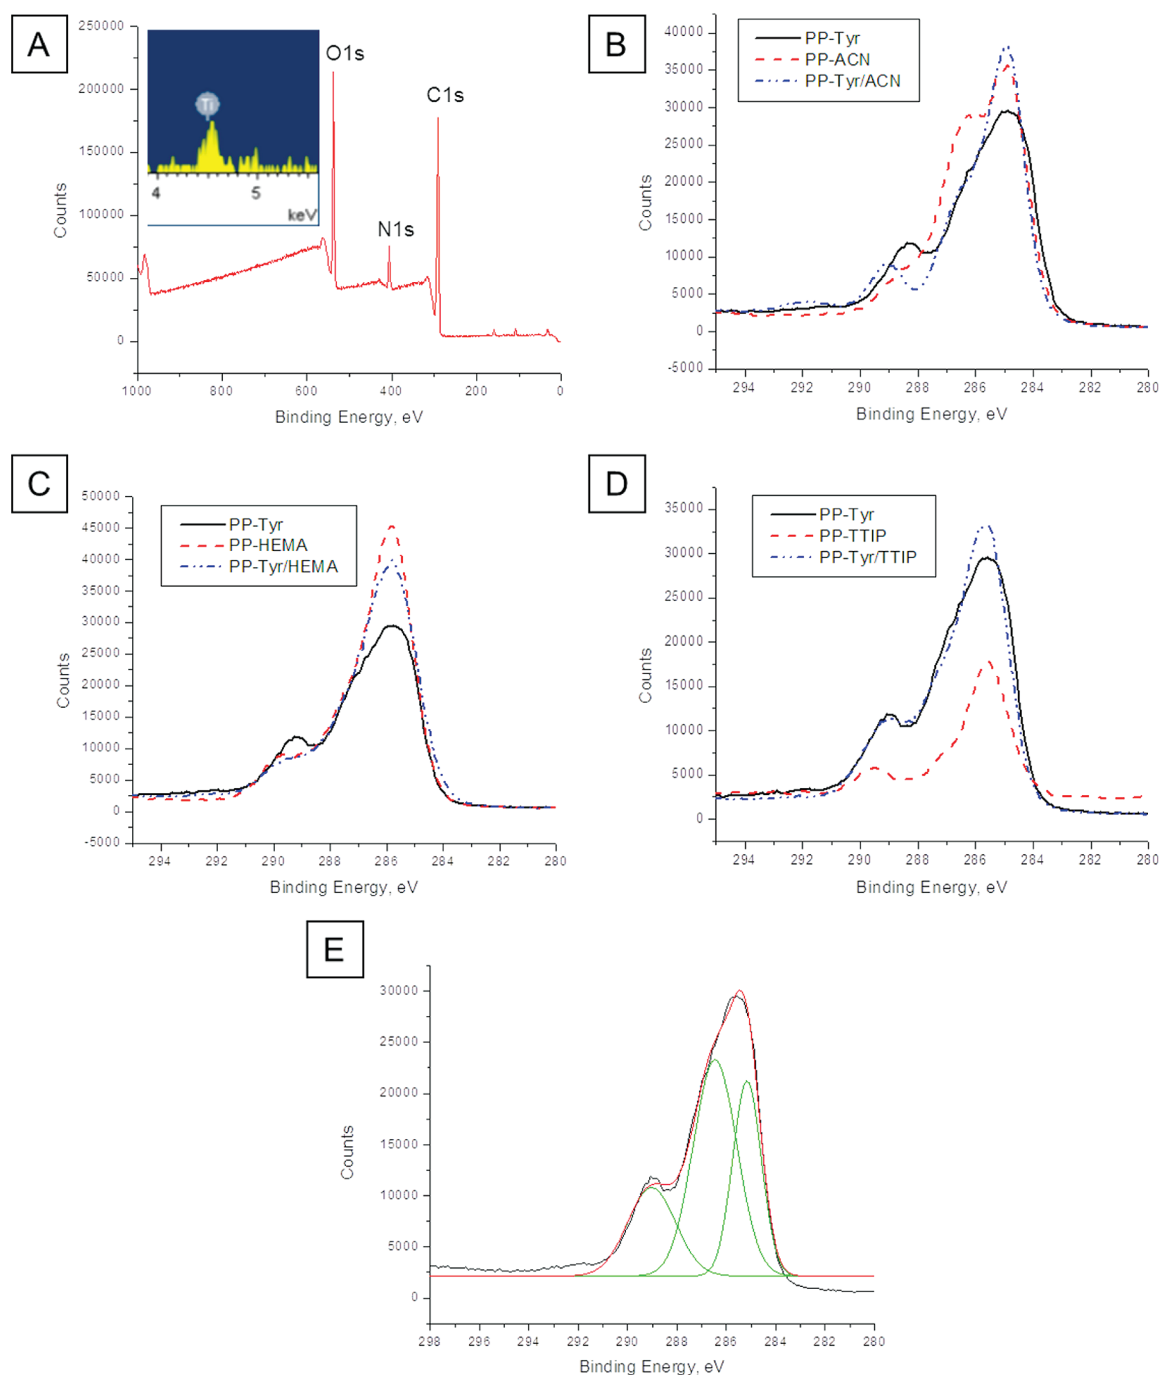 A
250000
200000
150000
100000
50000
0
Counts
O1s
C1s
N1s
Ti
4 5
keV
1000 800 600 400 200 0
Binding Energy, eV
B
40000
35000
30000
25000
20000
15000
10000
5000
0
-5000
Counts
PP-Tyr
PP-ACN
PP-Tyr/ACN
294 292 290 288 286 284 282 280
Binding Energy, eV
C
50000
45000
40000
35000
30000
25000
20000
15000
10000
5000
0
-5000
Counts
PP-Tyr
PP-HEMA
PP-Tyr/HEMA
294 292 290 288 286 284 282 280
Binding Energy, eV
D
35000
30000
25000
20000
15000
10000
5000
0
Counts
PP-Tyr
PP-TTIP
PP-Tyr/TTIP
294 292 290 288 286 284 282 280
Binding Energy, eV
E
30000
25000
20000
15000
10000
5000
0
Counts
298 296 294 292 290 288 286 284 282 280
Binding Energy, eV